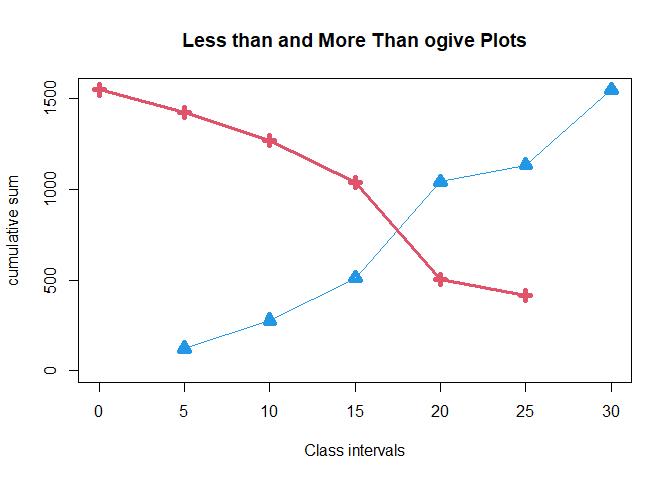 Less than and More Than ogive Plots
cumulative sum
1500
1000
500
0
0 5 10 15 20 25 30
Class intervals